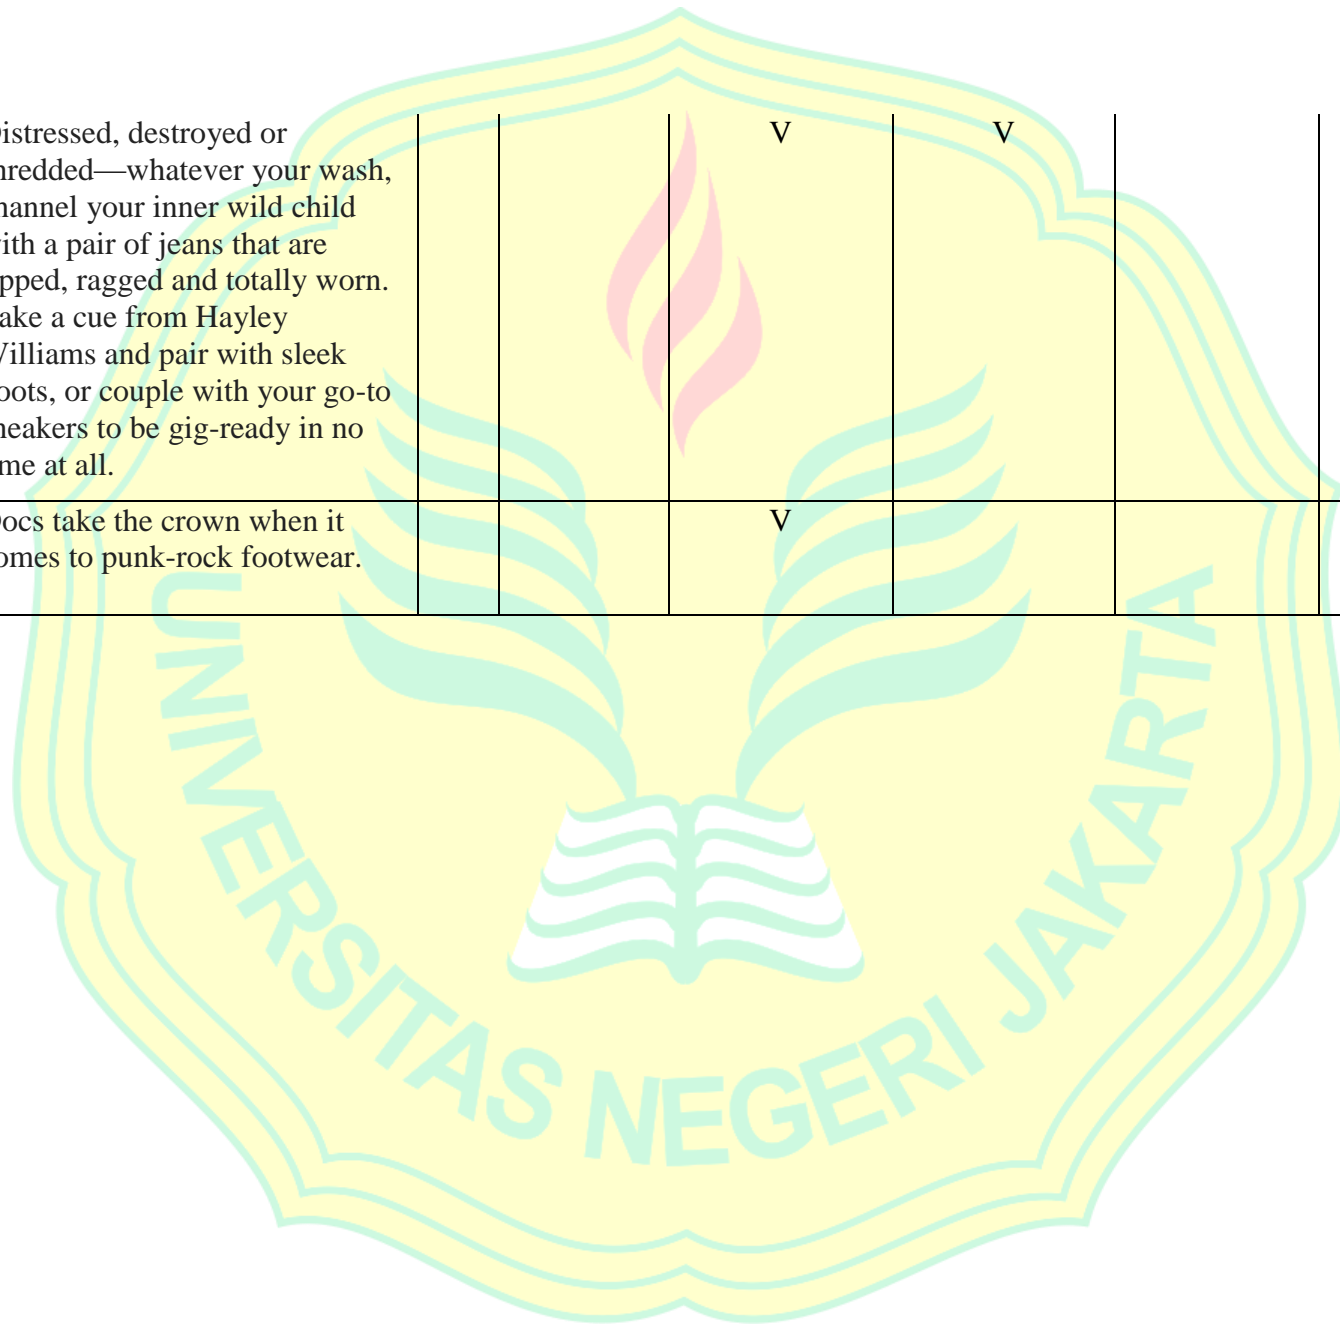 istressed, destroyed or V V
hredded—whatever your wash,
hannel your inner wild child
ith a pair of jeans that are
pped, ragged and totally worn.
ake a cue from Hayley
Williams and pair with sleek
oots, or couple with your go-to
neakers to be gig-ready in no
me at all.
ocs take the crown when it V
omes to punk-rock footwear.
UNIVERSITAS NEGERI JAKARTA